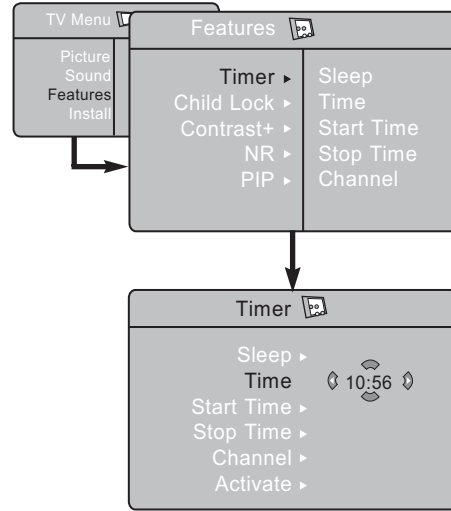 TV Menu
Picture
Sound
Features
Install
Features
Timer
Child Lock
Contrast+
NR
PIP
Sleep
Time
Start Time
Stop Time
Channel
Timer
Sleep
Time 10:56
Start Time
Stop Time
Channel
Activate